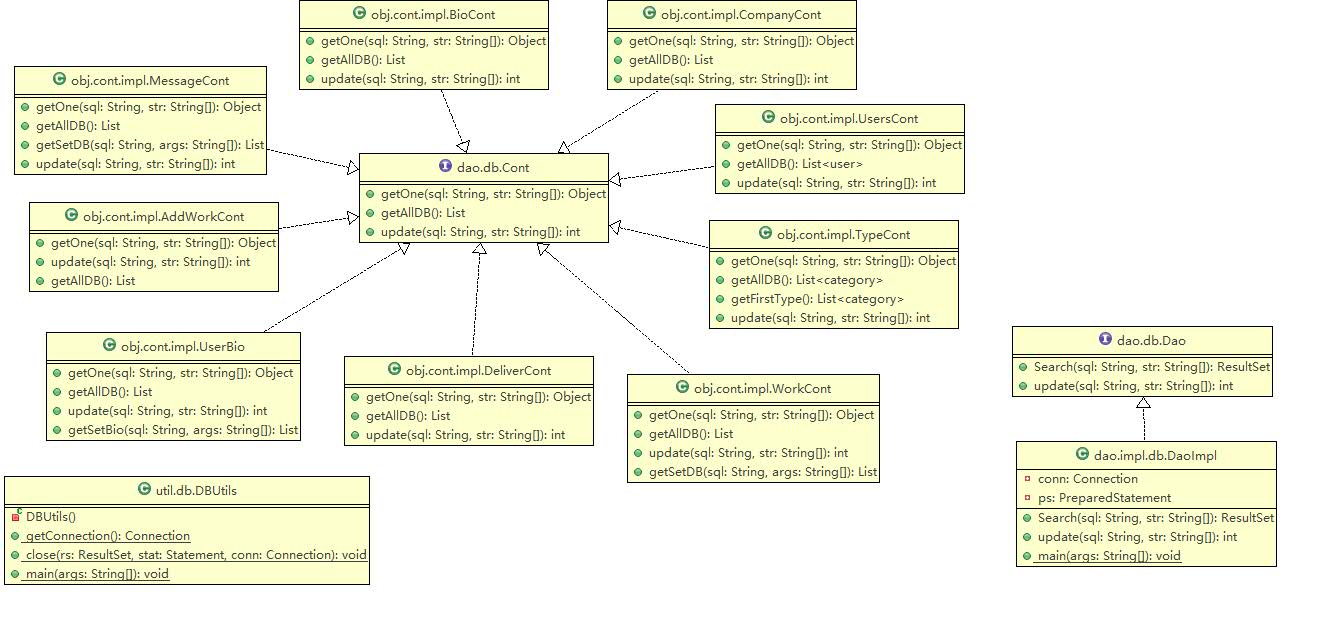 obj.cont.impl.BioCont
getOne(sql: String, str: String[]): Object
getAllDB(): List
update(sql: String, str: String[]): int
obj.cont.impl.CompanyCont
getOne(sql: String, str: String[]): Object
getAllDB(): List
update(sql: String, str: String[]): int
obj.cont.impl.MessageCont
getOne(sql: String, str: String[]): Object
getAllDB(): List
getSetDB(sql: String, args: String[]): List
update(sql: String, str: String[]): int
obj.cont.impl.UsersCont
getOne(sql: String, str: String[]): Object
getAllDB(): List<user>
update(sql: String, str: String[]): int
dao.db.Cont
getOne(sql: String, str: String[]): Object
getAllDB(): List
update(sql: String, str: String[]): int
obj.cont.impl.AddWorkCont
getOne(sql: String, str: String[]): Object
update(sql: String, str: String[]): int
getAllDB(): List
obj.cont.impl.TypeCont
getOne(sql: String, str: String[]): Object
getAllDB(): List<category>
getFirstType(): List<category>
update(sql: String, str: String[]): int
obj.cont.impl.UserBio
getOne(sql: String, str: String[]): Object
getAllDB(): List
update(sql: String, str: String[]): int
getSetBio(sql: String, args: String[]): List
obj.cont.impl.DeliverCont
getOne(sql: String, str: String[]): Object
getAllDB(): List
update(sql: String, str: String[]): int
obj.cont.impl.WorkCont
getOne(sql: String, str: String[]): Object
getAllDB(): List
update(sql: String, str: String[]): int
getSetDB(sql: String, args: String[]): List
dao.db.Dao
Search(sql: String, str: String[]): ResultSet
update(sql: String, str: String[]): int
dao.impl.db.DaoImpl
conn: Connection
ps: PreparedStatement
Search(sql: String, str: String[]): ResultSet
update(sql: String, str: String[]): int
main(args: String[]): void
util.db.DBUtils
DBUtils()
getConnection(): Connection
close(rs: ResultSet, stat: Statement, conn: Connection): void
main(args: String[]): void